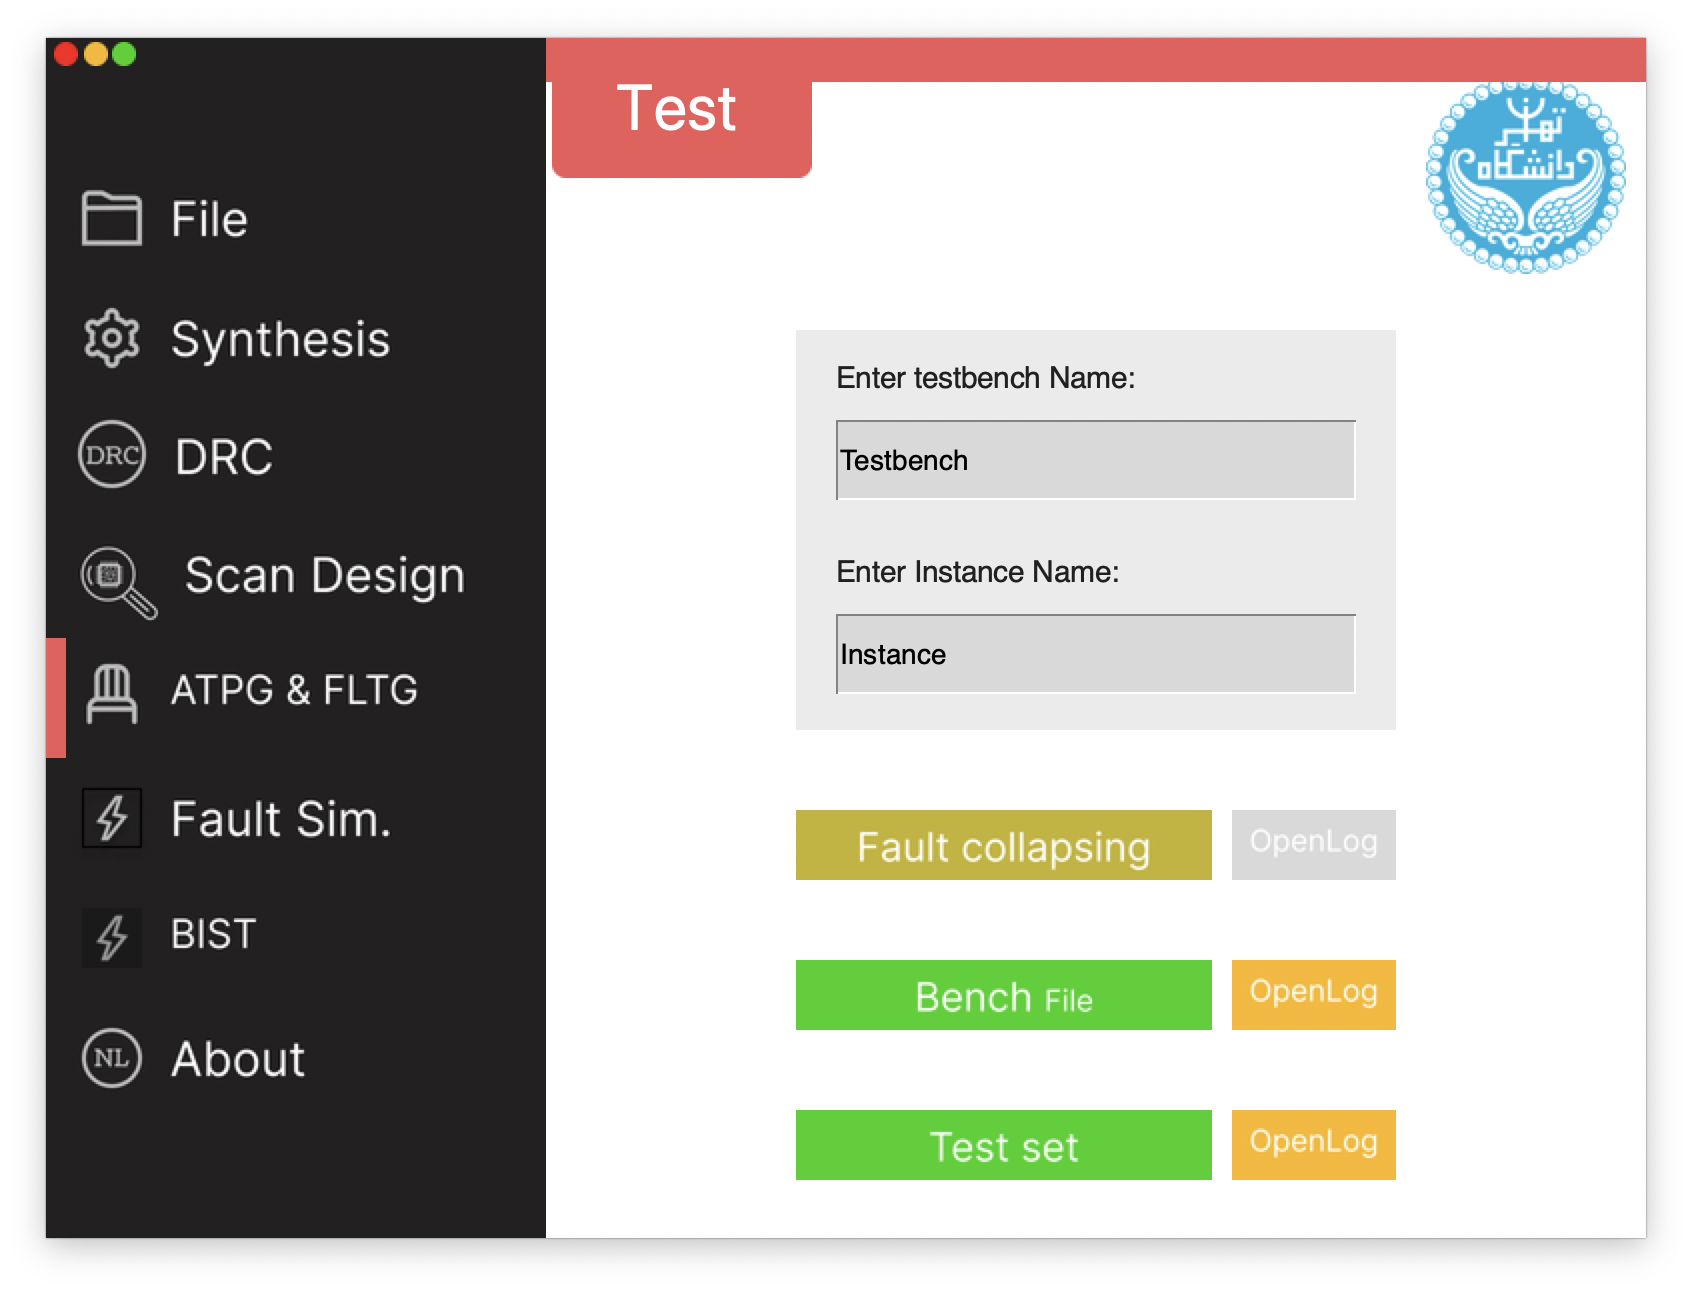 Test
تهران
دانشگاه
File
Synthesis
DRC
DRC
Scan Design
ATPG & FLTG
Fault Sim.
BIST
NL
About
Enter testbench Name:
Testbench
Enter Instance Name:
Instance
Fault collapsing
OpenLog
Bench File
OpenLog
Test set
OpenLog